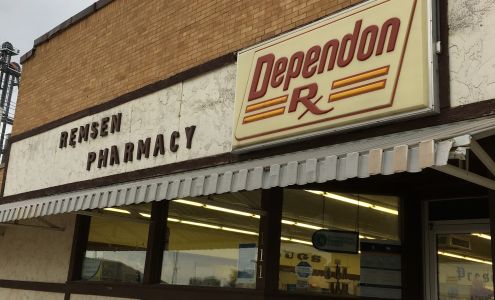 REMSEN
PHARMACY
Dependon
Rx